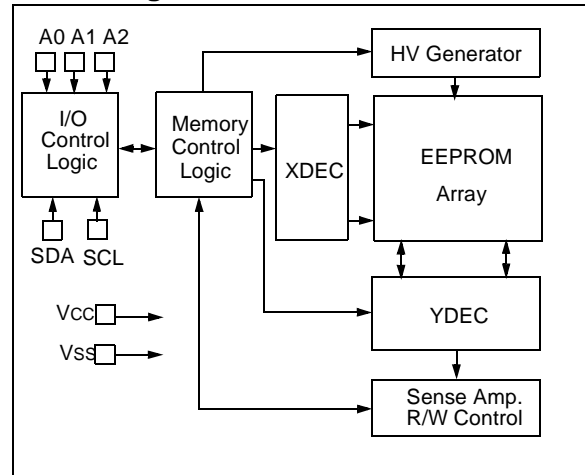 A0 A1 A2
HV Generator
I/O
Control
Logic
Memory
Control
Logic
XDEC
EEPROM
Array
SDA SCL
VCC
VSS
YDEC
Sense Amp.
R/W Control